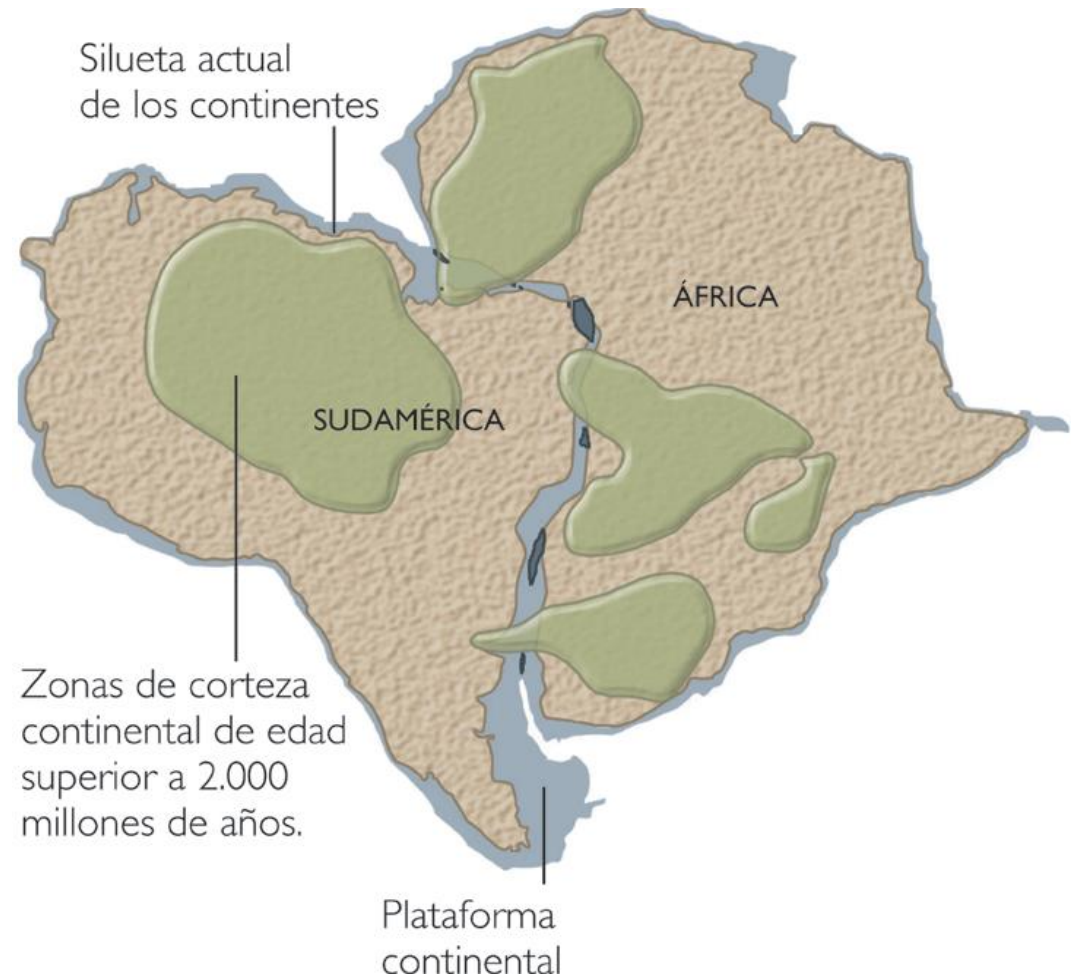 Silueta actual
de los continentes
ÁFRICA
SUDAMÉRICA
Zonas de corteza
continental de edad
superior a 2.000
millones de años.
Plataforma
continental